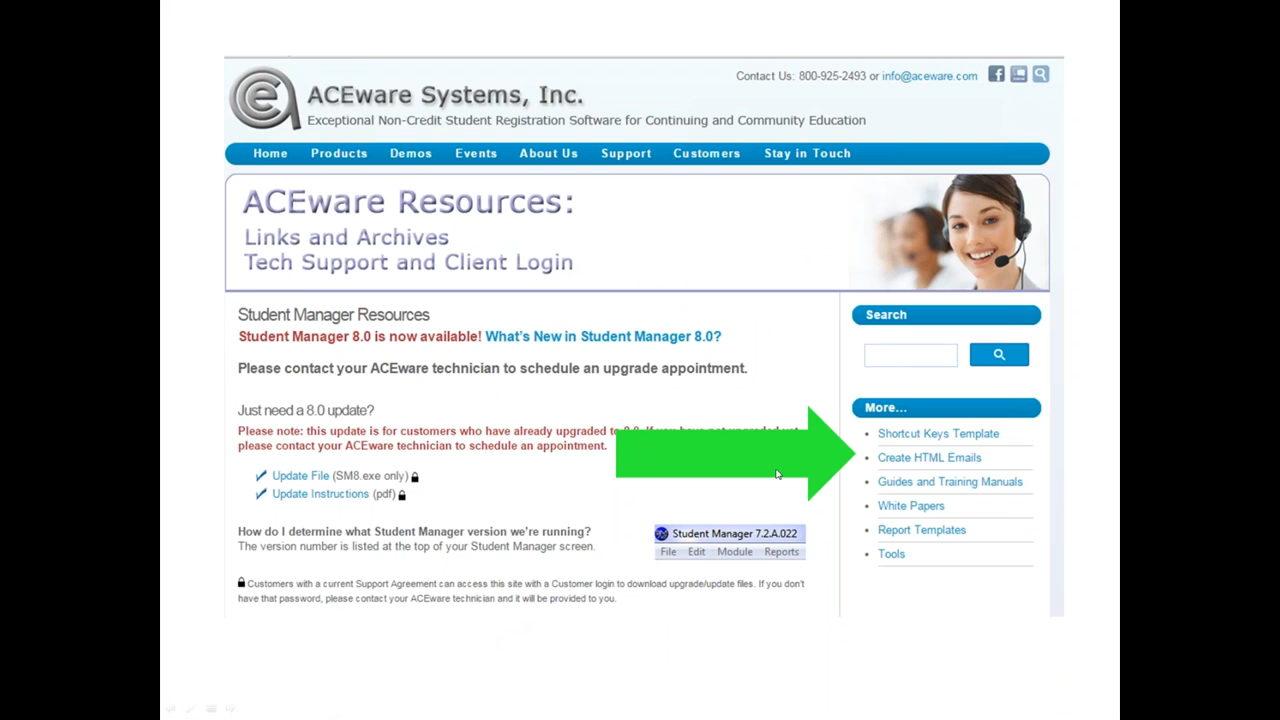 Contact Us: 800-925-2493 or info@aceware.com
ACEware Systems, Inc.
Exceptional Non-Credit Student Registration Software for Continuing and Community Education
Home Products Demos Events About Us Support Customers Stay in Touch
ACEware Resources:
Links and Archives
Tech Support and Client Login
Student Manager Resources
Student Manager 8.0 is now available! What's New in Student Manager 8.0?
Please contact your ACEware technician to schedule an upgrade appointment.
Just need a 8.0 update?
Please note: this update is for customers who have already upgraded to
please contact your ACEware technician to schedule an appointment.
Update File (SM8.exe only)
Update Instructions (pdf)
How do I determine what Student Manager version we're running?
The version number is listed at the top of your Student Manager screen.
Student Manager 7.2.A.022
File Edit Module Reports
Customers with a current Support Agreement can access this site with a Customer login to download upgrade/update files. If you don't
have that password, please contact your ACEware technician and it will be provided to you.
Search
More...
Shortcut Keys Template
Create HTML Emails
Guides and Training Manuals
White Papers
Report Templates
Tools